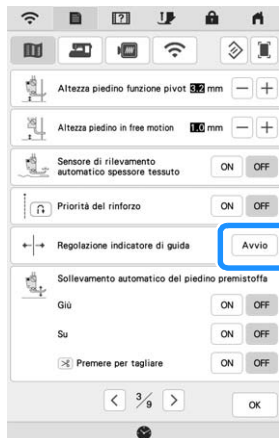 Altezza piedino funzione pivot 3.2 mm - +
Altezza piedino in free motion 1.0 mm - +
Sensore di rilevamento
automatico spessore tessuto ON OFF
Priorità del rinforzo ON OFF
Regolazione indicatore di guida Avvio
Sollevamento automatico del piedino premistoffa
Giù ON OFF
Su ON OFF
Premere per tagliare ON OFF
< 3/9 > OK